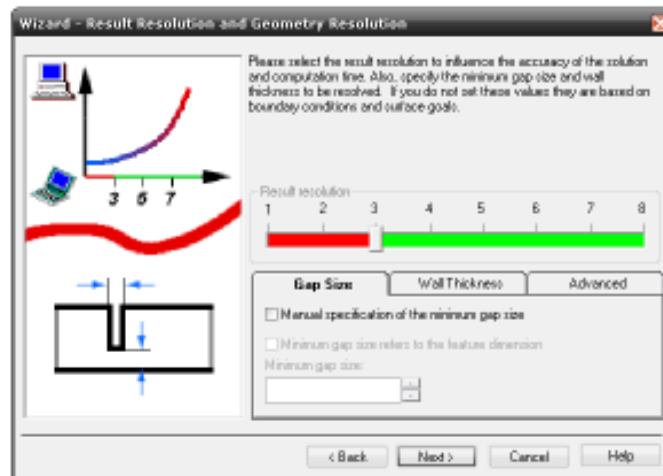 Wizard - Result Resolution and Geometry Resolution
Please select the result resolution to influence the accuracy of the solution
and computation time. Also, specify the minimum gap size and wall
thickness to be resolved. If you do not set these values they are based on
boundary conditions and surface goals.
3 5 7
Result resolution
1 2 3 4 5 6 7 8
Gap Size Wall Thickness Advanced
Manual specification of the minimum gap size
Minimum gap size refers to the feature dimension
Minimum gap size:
< Back Next > Cancel Help